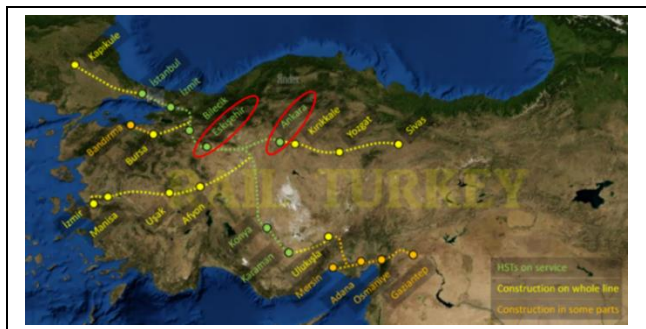 Kapikule
İstanbul
İzmit
Bilecik
Eskişehir
Ankara
Kırıkkale
Yozgat
Sivas
Bandırma
Bursa
RAIL TURKEY
İzmir
Manisa
Uşak
Afyon
Konya
Karaman
Ulukışla
Mersin
Adana
Osmaniye
Gaziantep
HSTs on service
Construction on whole line
Construction in some parts